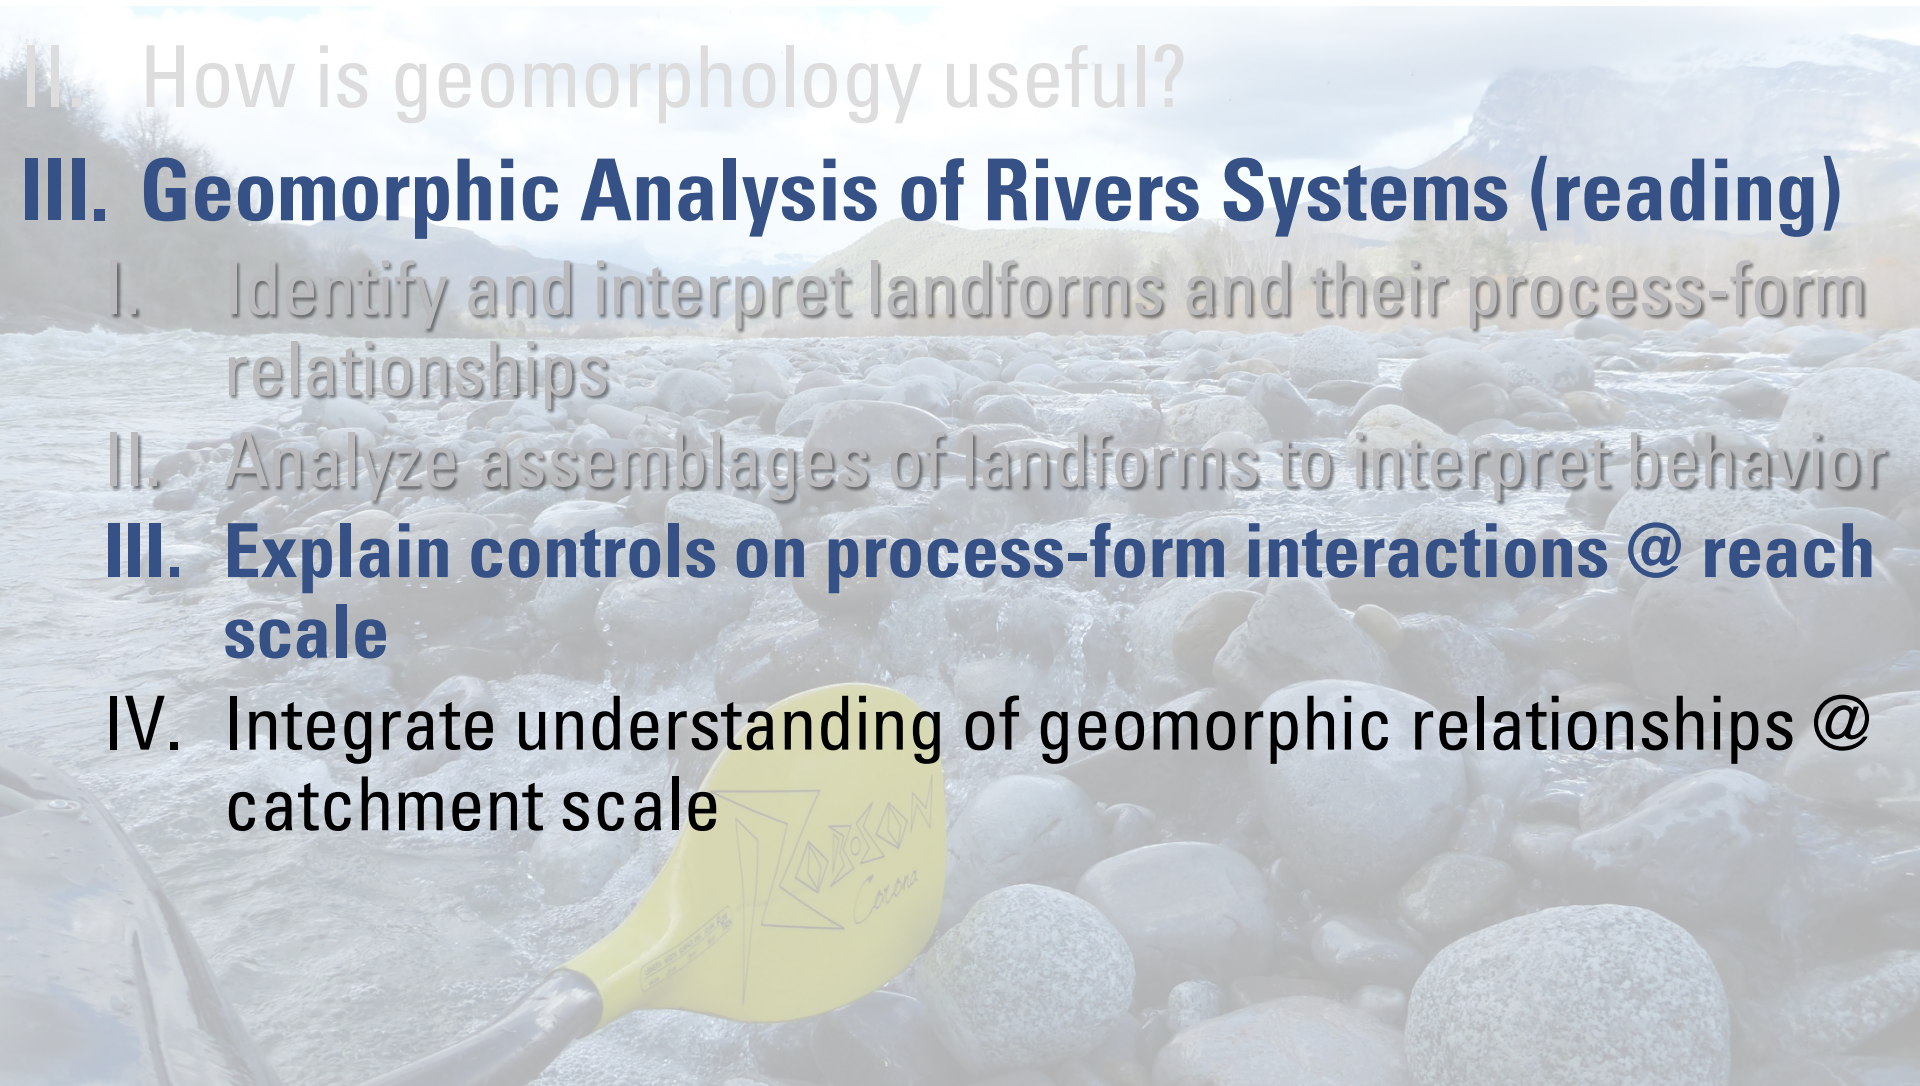 II. How is geomorphology useful?
III. Geomorphic Analysis of Rivers Systems (reading)
I. Identify and interpret landforms and their process-form
relationships
II. Analyze assemblages of landforms to interpret behavior
III. Explain controls on process-form interactions @ reach
scale
IV. Integrate understanding of geomorphic relationships @
catchment scale
ROBSON
Corona